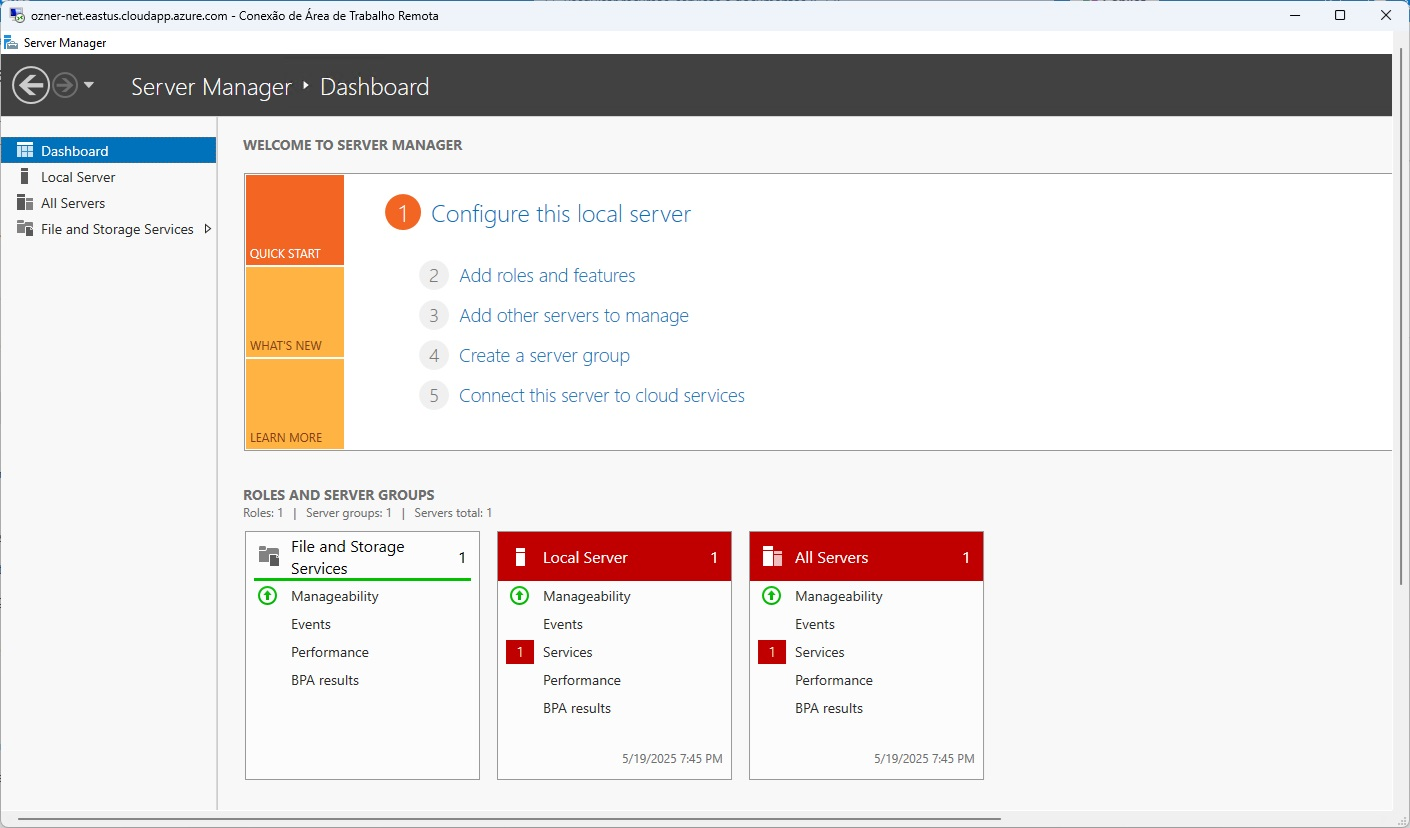 ozner-net.eastus.cloudapp.azure.com - Conexão de Área de Trabalho Remota
Server Manager
Server Manager Dashboard
Dashboard
Local Server
All Servers
File and Storage Services
WELCOME TO SERVER MANAGER
QUICK START
WHAT'S NEW
LEARN MORE
1 Configure this local server
2 Add roles and features
3 Add other servers to manage
4 Create a server group
5 Connect this server to cloud services
ROLES AND SERVER GROUPS
Roles: 1 | Server groups: 1 | Servers total: 1
File and Storage
Services 1
Manageability
Events
Performance
BPA results
Local Server 1
Manageability
Events
1 Services
Performance
BPA results
5/19/2025 7:45 PM
All Servers 1
Manageability
Events
1 Services
Performance
BPA results
5/19/2025 7:45 PM